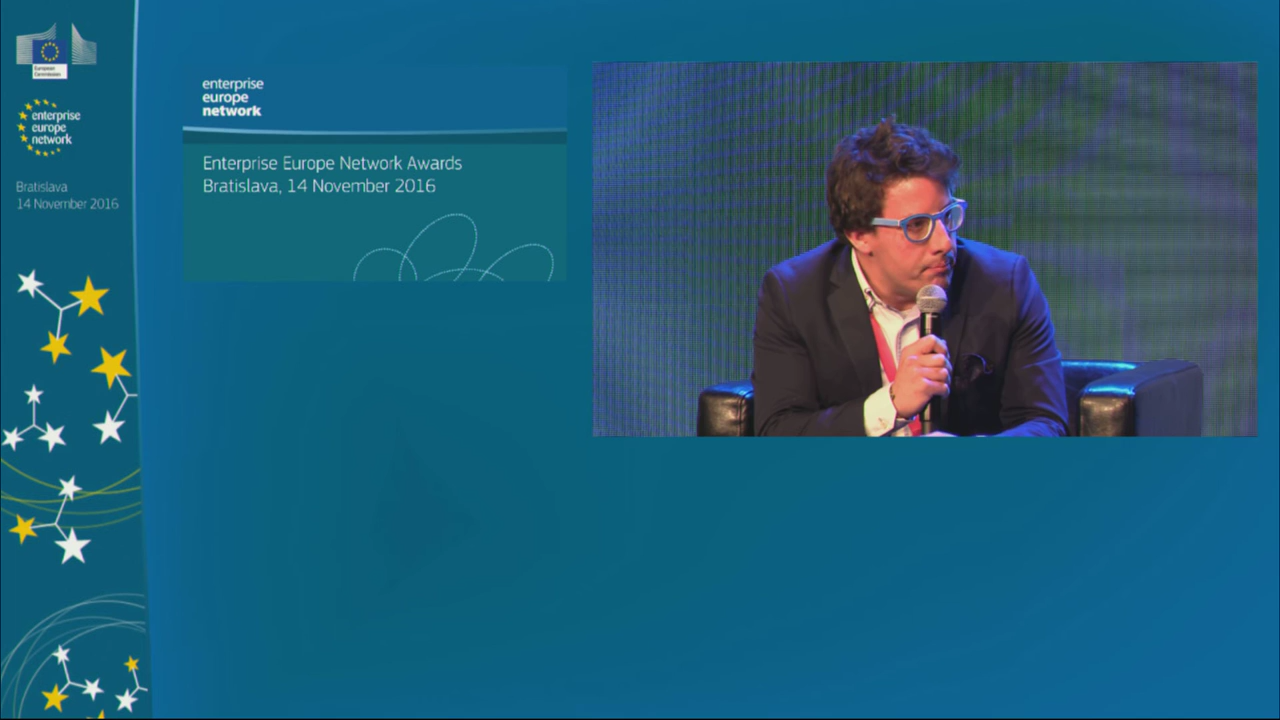 European
Commission
enterprise
europe
network
Bratislava
14 November 2016
enterprise
europe
network
Enterprise Europe Network Awards
Bratislava, 14 November 2016